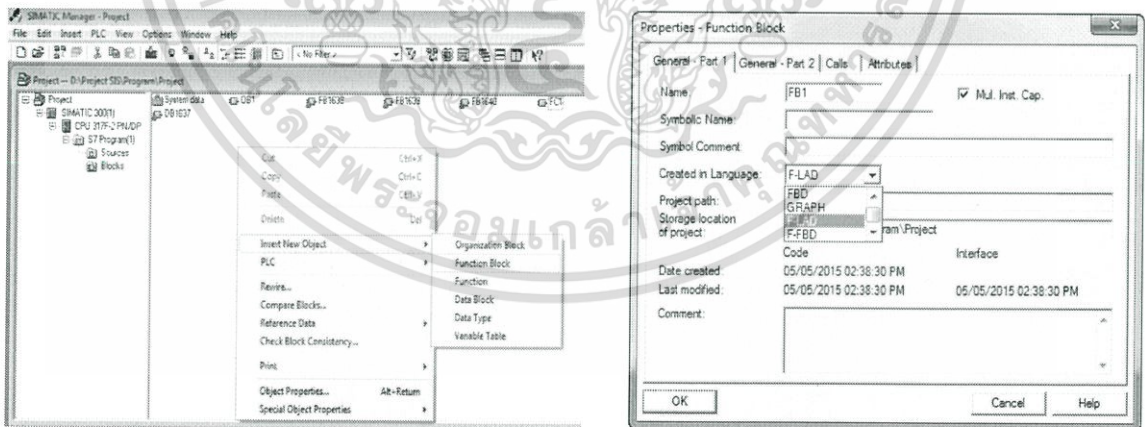 SIMATIC Manager - Project
File Edit Insert PLC View Options Window Help
< No Filter >
Project -- D:\Project SIS\Program\Project
Project
SIMATIC 300(1)
CPU 317F-2 PN/DP
S7 Program(1)
Sources
Blocks
System data
OB1
FB1638
FB1639
FB1640
FC1
DB1637
Cut Ctrl+X
Copy Ctrl+C
Paste Ctrl+V
Delete Del
Insert New Object
PLC
Rewire...
Compare Blocks...
Reference Data
Check Block Consistency...
Print
Object Properties... Alt+Return
Special Object Properties
Organization Block
Function Block
Function
Data Block
Data Type
Variable Table
Properties - Function Block
General - Part 1 General - Part 2 Calls Attributes
Name: FB1 Mul. Inst. Cap.
Symbolic Name:
Symbol Comment:
Created in Language: F-LAD
FBD
GRAPH
F-LAD
F-FBD
Project path:
Storage location
of project: ram\Project
Code Interface
Date created: 05/05/2015 02:38:30 PM
Last modified: 05/05/2015 02:38:30 PM 05/05/2015 02:38:30 PM
Comment:
OK Cancel Help